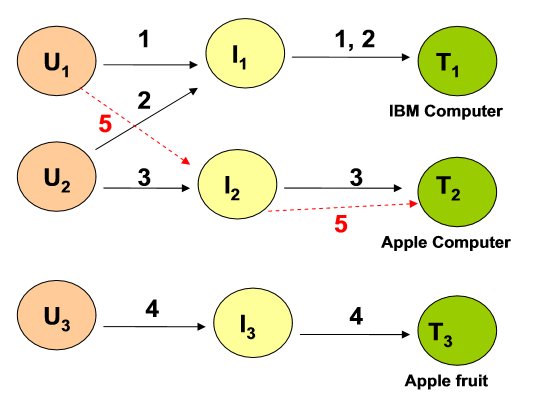 U1 1 I1 1, 2 T1
IBM Computer
2
5
U2 3 I2 3 T2
5
Apple Computer
U3 4 I3 4 T3
Apple fruit